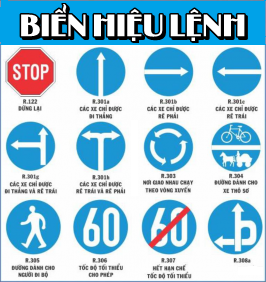 BIỂN HIỆU LỆNH
STOP
R.122
DỪNG LẠI
R.301a
CÁC XE CHỈ ĐƯỢC
ĐI THẲNG
R.301b
CÁC XE CHỈ ĐƯỢC
RẼ PHẢI
R.301c
CÁC XE CHỈ ĐƯỢC
RẼ TRÁI
R.301g
CÁC XE CHỈ ĐƯỢC
ĐI THẲNG VÀ RẼ TRÁI
R.301h
CÁC XE CHỈ ĐƯỢC
RẼ TRÁI VÀ RẼ PHẢI
R.303
NƠI GIAO NHAU CHẠY
THEO VÒNG XUYẾN
R.304
ĐƯỜNG DÀNH CHO
XE THÔ SƠ
60
60
R.305
ĐƯỜNG DÀNH CHO
NGƯỜI ĐI BỘ
R.306
TỐC ĐỘ TỐI THIỂU
CHO PHÉP
R.307
HẾT HẠN CHẾ
TỐC ĐỘ TỐI THIỂU
R.308a